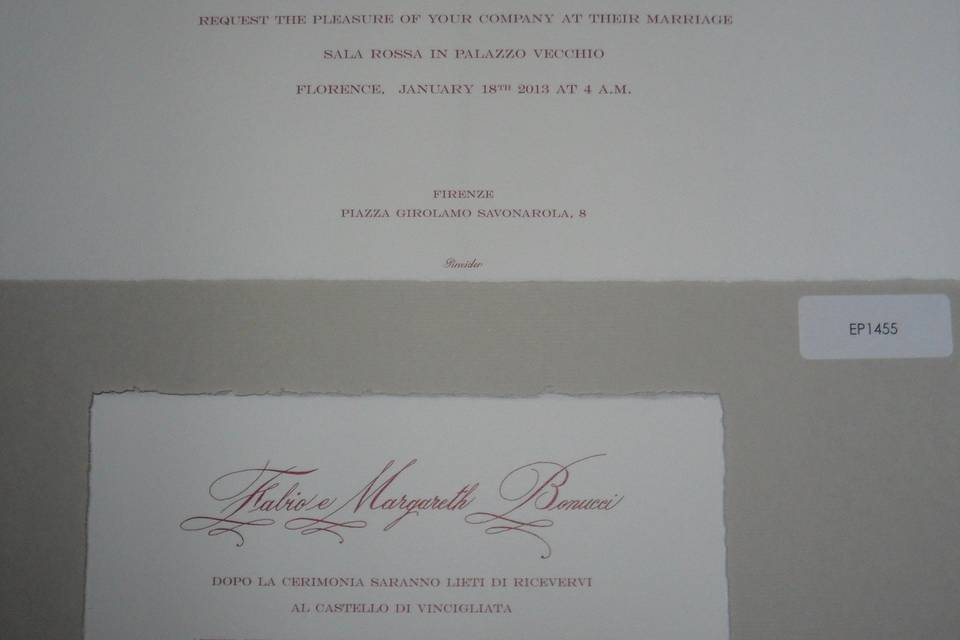 REQUEST THE PLEASURE OF YOUR COMPANY AT THEIR MARRIAGE
SALA ROSSA IN PALAZZO VECCHIO
FLORENCE, JANUARY 18TH 2013 AT 4 A.M.
FIRENZE
PIAZZA GIROLAMO SAVONAROLA, 8
Pineider
EP1455
Fabio e Margareth Bonucci
DOPO LA CERIMONIA SARANNO LIETI DI RICEVERVI
AL CASTELLO DI VINCIGLIATA